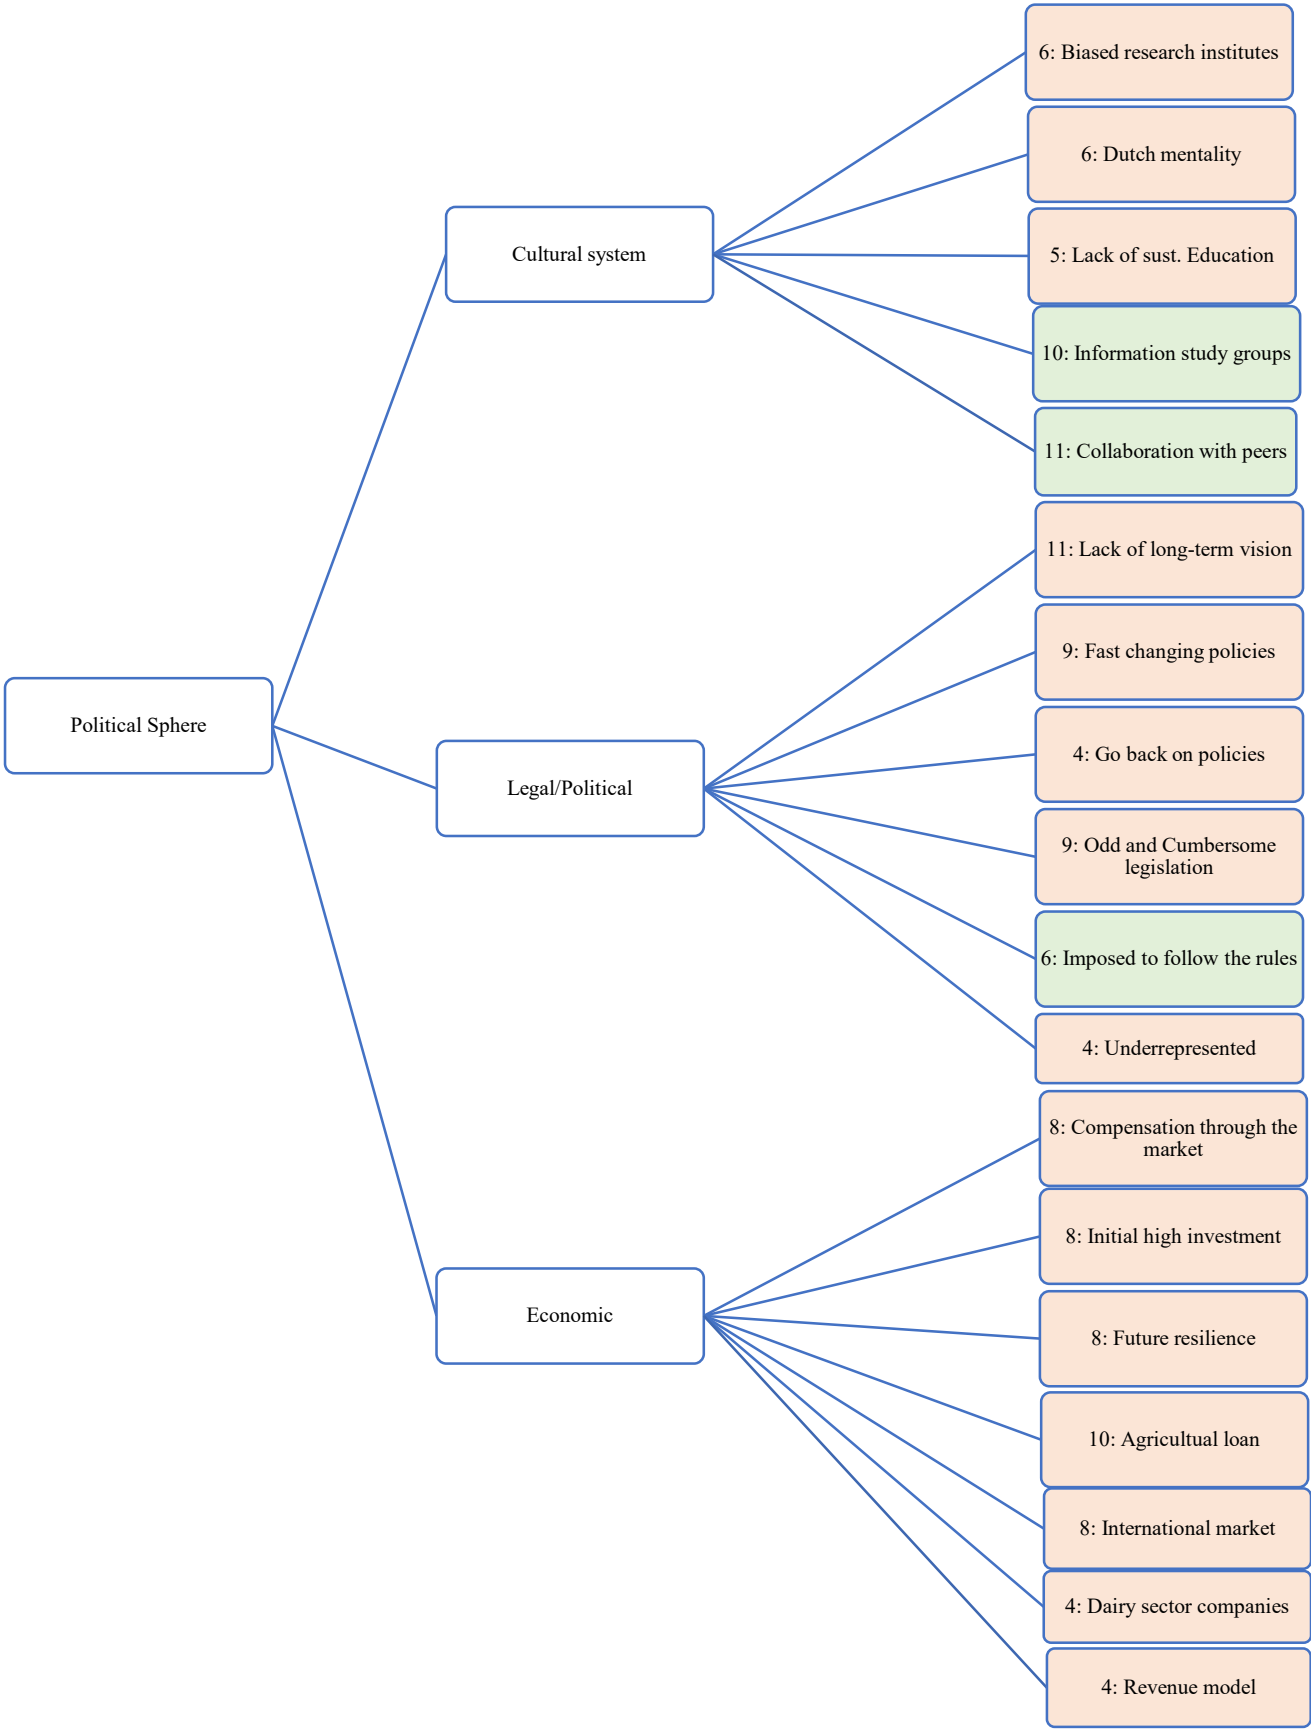 Political Sphere
Cultural system
6: Biased research institutes
6: Dutch mentality
5: Lack of sust. Education
10: Information study groups
11: Collaboration with peers
Legal/Political
11: Lack of long-term vision
9: Fast changing policies
4: Go back on policies
9: Odd and Cumbersome
legislation
6: Imposed to follow the rules
4: Underrepresented
Economic
8: Compensation through the
market
8: Initial high investment
8: Future resilience
10: Agricultual loan
8: International market
4: Dairy sector companies
4: Revenue model